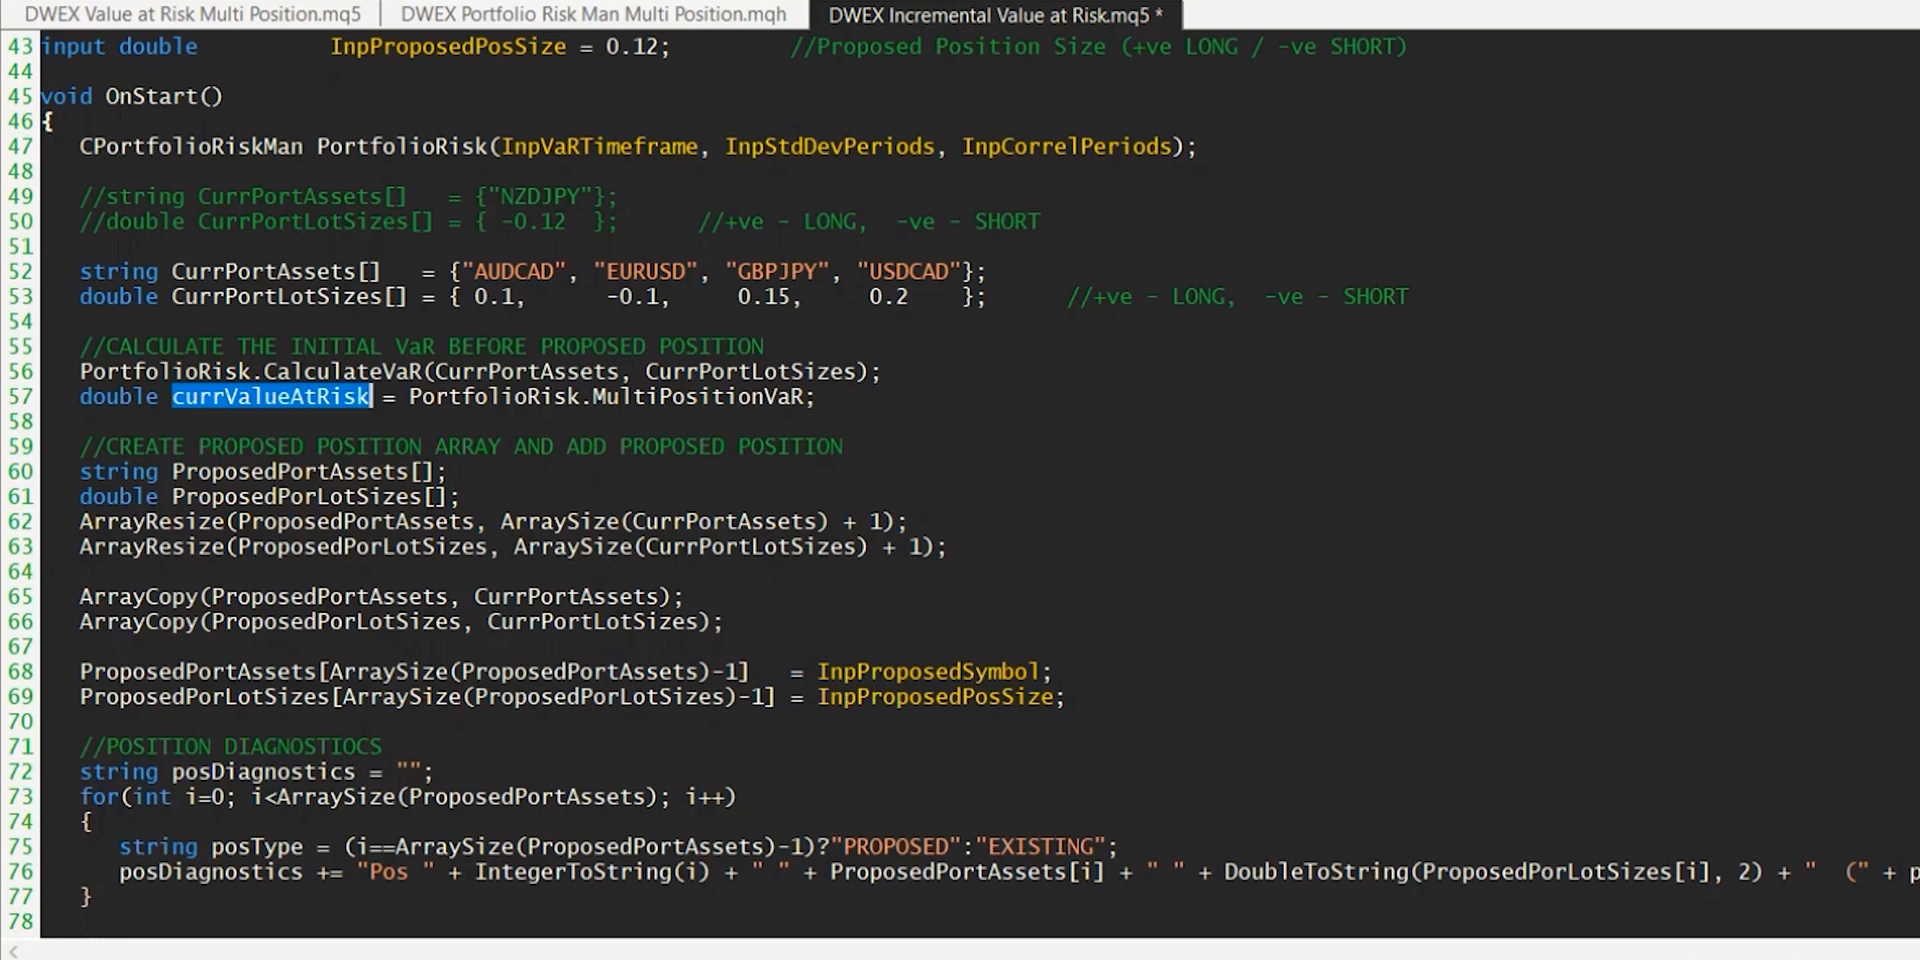 DWEX Value at Risk Multi Position.mq5 DWEX Portfolio Risk Man Multi Position.mqh DWEX Incremental Value at Risk.mq5 *
43 input double InpProposedPosSize = 0.12; //Proposed Position Size (+ve LONG / -ve SHORT)
44
45 void OnStart()
46 {
47 CPortfolioRiskMan PortfolioRisk(InpVaRTimeframe, InpStdDevPeriods, InpCorrelPeriods);
48
49 //string CurrPortAssets[] = {"NZDJPY"};
50 //double CurrPortLotSizes[] = { -0.12 }; //+ve - LONG, -ve - SHORT
51
52 string CurrPortAssets[] = {"AUDCAD", "EURUSD", "GBPJPY", "USDCAD"};
53 double CurrPortLotSizes[] = { 0.1, -0.1, 0.15, 0.2 }; //+ve - LONG, -ve - SHORT
54
55 //CALCULATE THE INITIAL VaR BEFORE PROPOSED POSITION
56 PortfolioRisk.CalculateVaR(CurrPortAssets, CurrPortLotSizes);
57 double currValueAtRisk = PortfolioRisk.MultiPositionVaR;
58
59 //CREATE PROPOSED POSITION ARRAY AND ADD PROPOSED POSITION
60 string ProposedPortAssets[];
61 double ProposedPorLotSizes[];
62 ArrayResize(ProposedPortAssets, ArraySize(CurrPortAssets) + 1);
63 ArrayResize(ProposedPorLotSizes, ArraySize(CurrPortLotSizes) + 1);
64
65 ArrayCopy(ProposedPortAssets, CurrPortAssets);
66 ArrayCopy(ProposedPorLotSizes, CurrPortLotSizes);
67
68 ProposedPortAssets[ArraySize(ProposedPortAssets)-1] = InpProposedSymbol;
69 ProposedPorLotSizes[ArraySize(ProposedPorLotSizes)-1] = InpProposedPosSize;
70
71 //POSITION DIAGNOSTIOCS
72 string posDiagnostics = "";
73 for(int i=0; i<ArraySize(ProposedPortAssets); i++)
74 {
75 string posType = (i==ArraySize(ProposedPortAssets)-1)?"PROPOSED":"EXISTING";
76 posDiagnostics += "Pos " + IntegerToString(i) + " " + ProposedPortAssets[i] + " " + DoubleToString(ProposedPorLotSizes[i], 2) + " (" + p
77 }
78